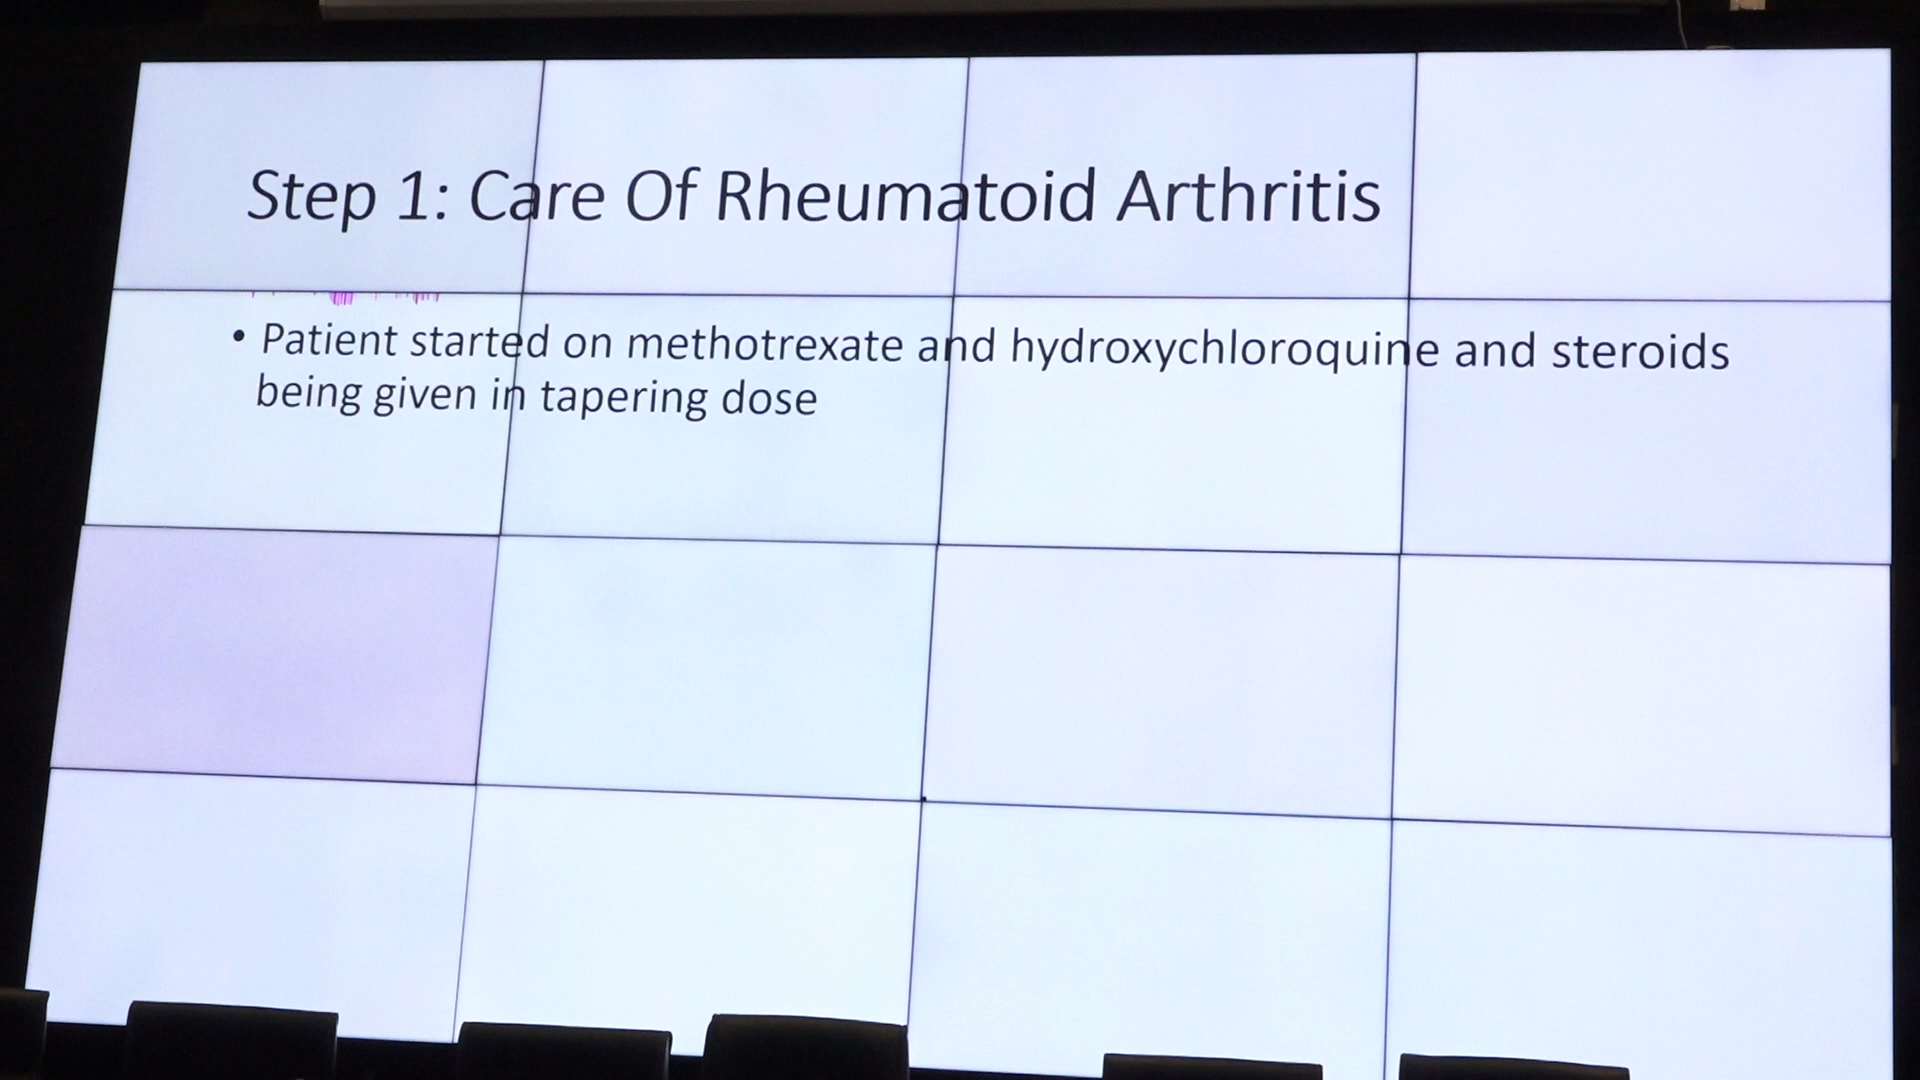 Step 1: Care Of Rheumatoid Arthritis
• Patient started on methotrexate and hydroxychloroquine and steroids
being given in tapering dose